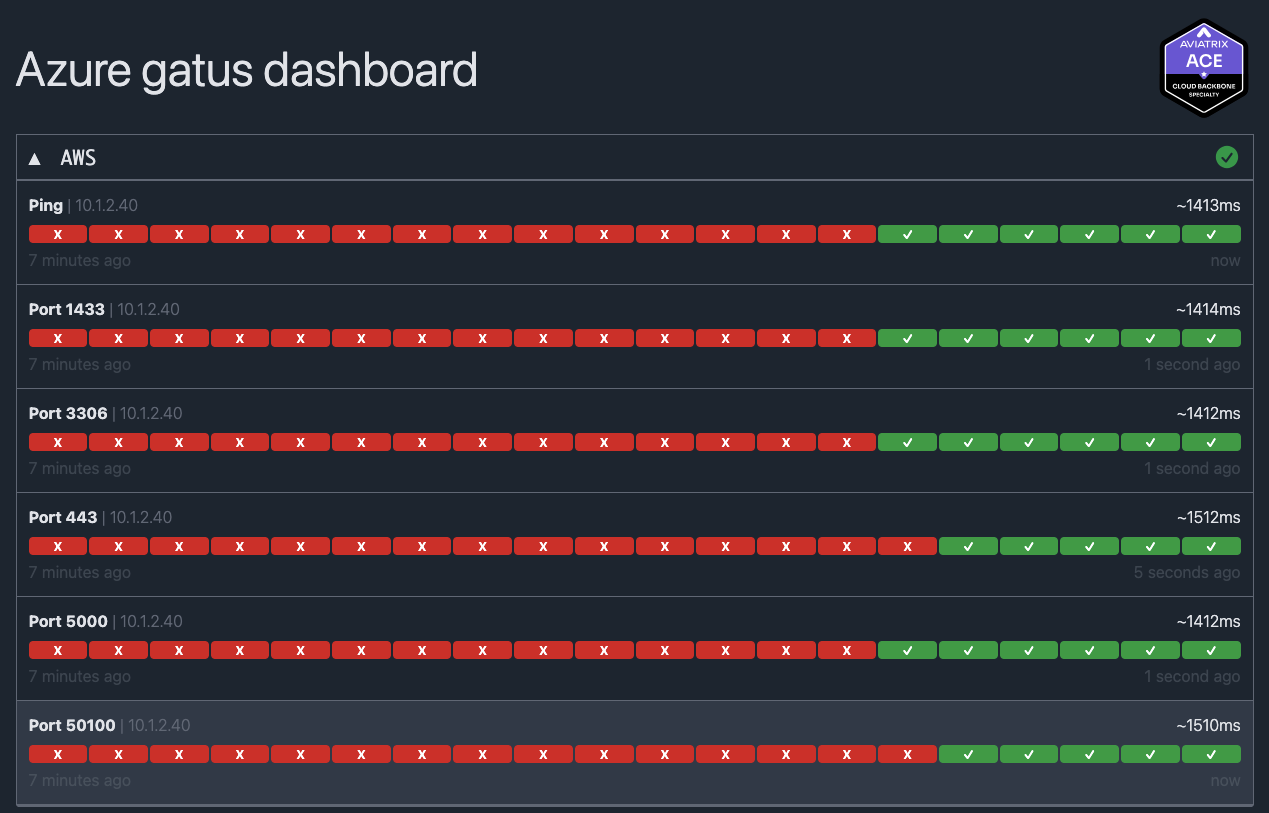 Azure gatus dashboard
AVIATRIX
ACE
CLOUD BACKBONE
SPECIALTY
▲ AWS
Ping | 10.1.2.40 ~1413ms
X X X X X X X X X X X X X X ✓ ✓ ✓ ✓ ✓ ✓
7 minutes ago now
Port 1433 | 10.1.2.40 ~1414ms
X X X X X X X X X X X X X X ✓ ✓ ✓ ✓ ✓ ✓
7 minutes ago 1 second ago
Port 3306 | 10.1.2.40 ~1412ms
X X X X X X X X X X X X X X ✓ ✓ ✓ ✓ ✓ ✓
7 minutes ago 1 second ago
Port 443 | 10.1.2.40 ~1512ms
X X X X X X X X X X X X X X X ✓ ✓ ✓ ✓ ✓
7 minutes ago 5 seconds ago
Port 5000 | 10.1.2.40 ~1412ms
X X X X X X X X X X X X X X ✓ ✓ ✓ ✓ ✓ ✓
7 minutes ago 1 second ago
Port 50100 | 10.1.2.40 ~1510ms
X X X X X X X X X X X X X X X ✓ ✓ ✓ ✓ ✓
7 minutes ago now